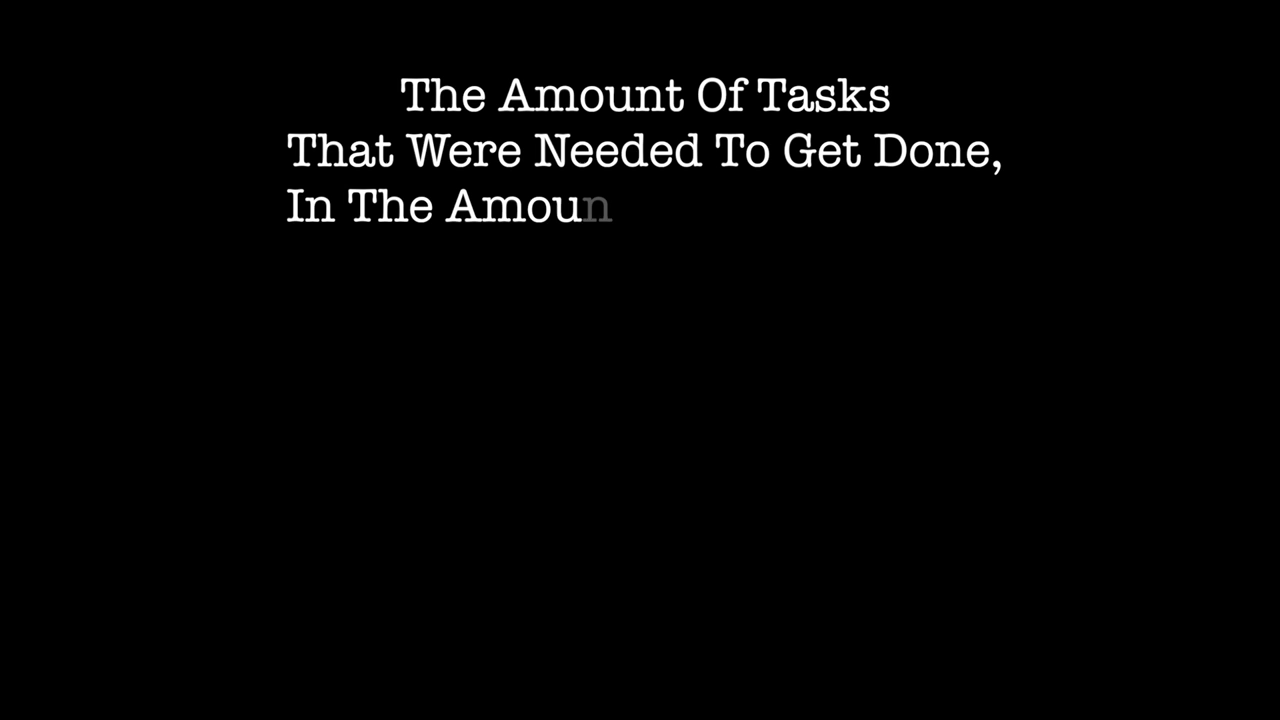 The Amount Of Tasks
That Were Needed To Get Done,
In The Amoun